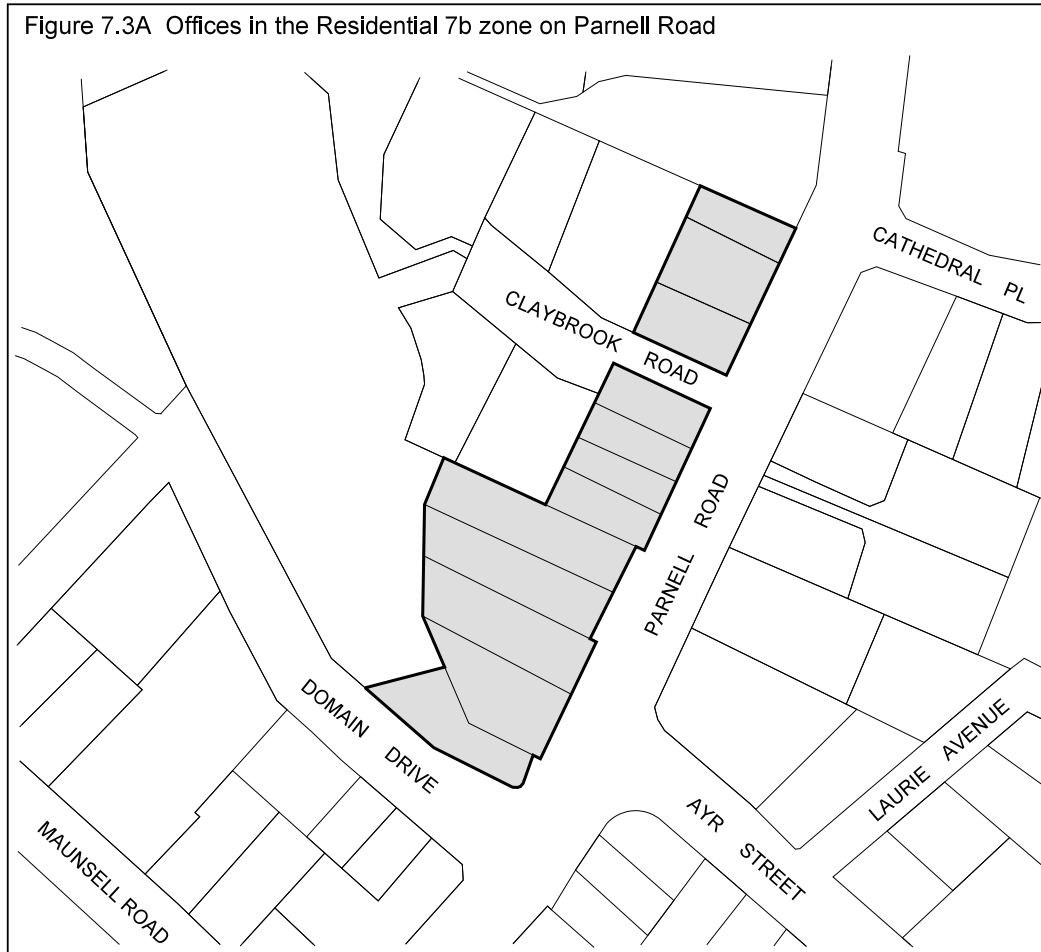 Figure 7.3A Offices in the Residential 7b zone on Parnell Road
CATHEDRAL PL
CLAYBROOK ROAD
PARNELL ROAD
DOMAIN DRIVE
LAURIE AVENUE
AYR STREET
MAUNSELL ROAD